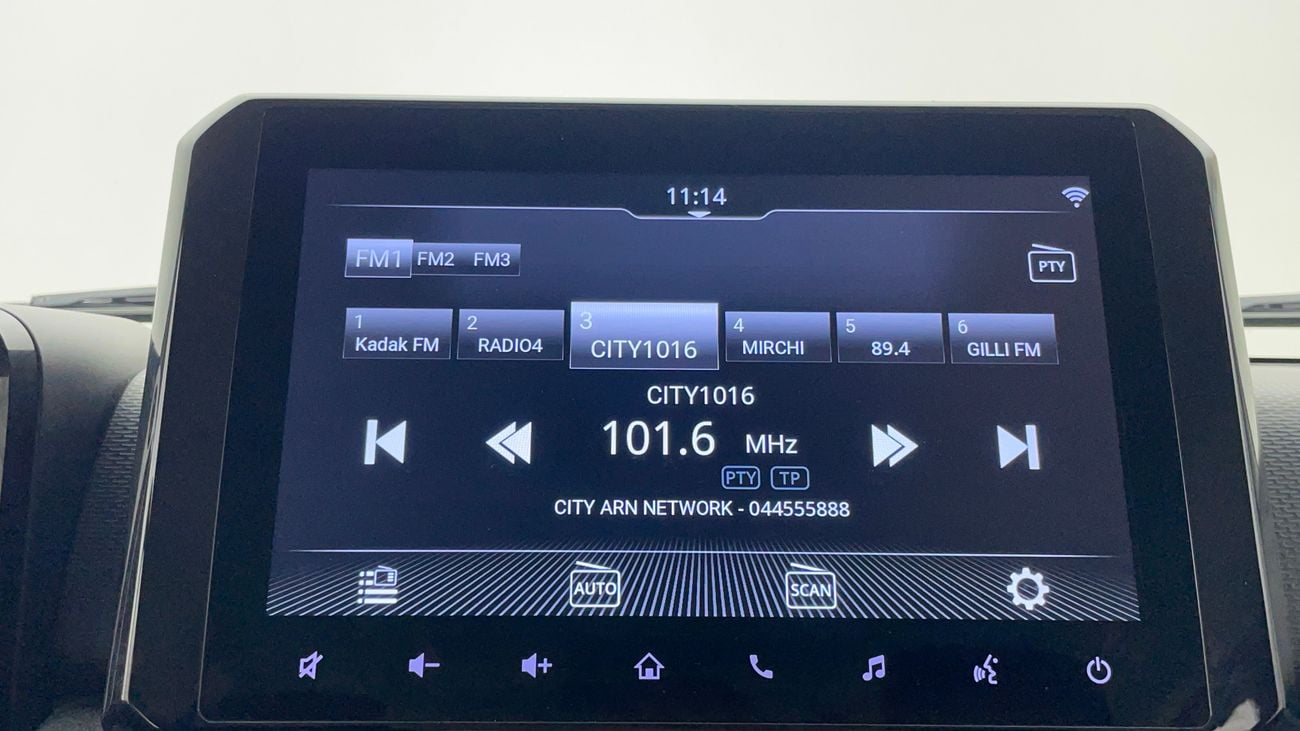 11:14
FM1 FM2 FM3
PTY
1 2 3 4 5 6
Kadak FM RADIO4 CITY1016 MIRCHI 89.4 GILLI FM
CITY1016
101.6 MHz
PTY TP
CITY ARN NETWORK - 044555888
AUTO SCAN